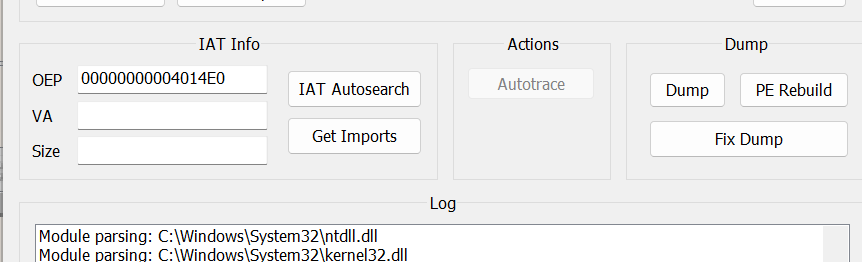 IAT Info
Actions
Dump
OEP 00000000004014E0
IAT Autosearch
Autotrace
Dump
PE Rebuild
VA
Get Imports
Fix Dump
Size
Log
Module parsing: C:\Windows\System32\ntdll.dll
Module parsing: C:\Windows\System32\kernel32.dll